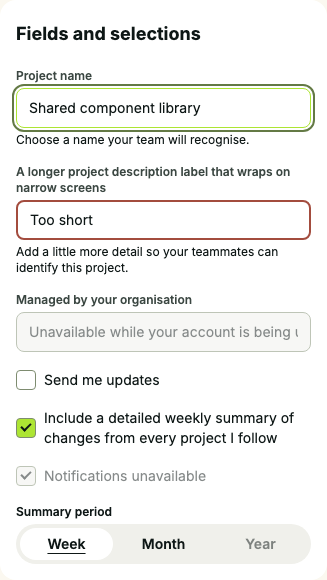 Fields and selections
Project name
Shared component library
Choose a name your team will recognise.
A longer project description label that wraps on
narrow screens
Too short
Add a little more detail so your teammates can
identify this project.
Managed by your organisation
Unavailable while your account is being
Send me updates
Include a detailed weekly summary of
changes from every project I follow
Notifications unavailable
Summary period
Week Month Year